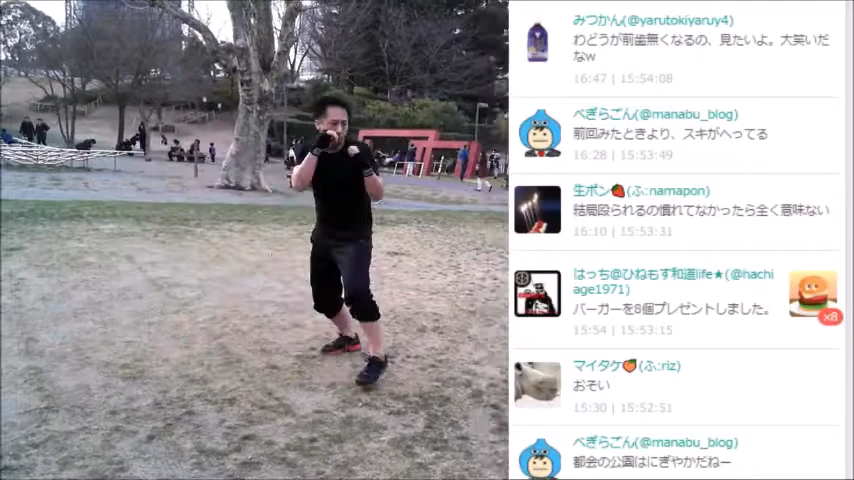 みつかん(@yarutokiyaruy4)
わどうが前歯無くなるの、見たいよ。大笑いだ
なw
16:47 | 15:54:08
べぎらごん(@manabu_blog)
前回みたときより、スキがへってる
16:28 | 15:53:49
生ポン🍓(ふ:namapon)
結局殴られるの慣れてなかったら全く意味ない
16:10 | 15:53:31
はっち@ひねもす和道life★(@hachi
age1971)
バーガーを8個プレゼントしました。
x8
15:54 | 15:53:15
マイタケ🍑(ふ:riz)
おそい
15:30 | 15:52:51
べぎらごん(@manabu_blog)
都会の公園はにぎやかだねー